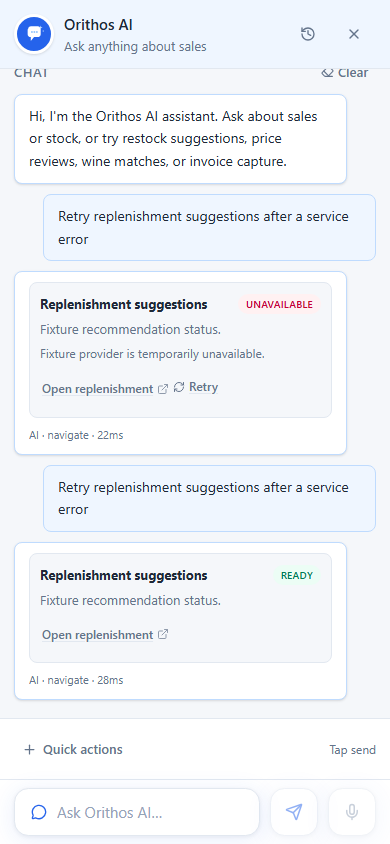 Orithos AI
Ask anything about sales
CHAT
Clear
Hi, I'm the Orithos AI assistant. Ask about sales
or stock, or try restock suggestions, price
reviews, wine matches, or invoice capture.
Retry replenishment suggestions after a service
error
Replenishment suggestions
UNAVAILABLE
Fixture recommendation status.
Fixture provider is temporarily unavailable.
Open replenishment
Retry
AI · navigate · 22ms
Retry replenishment suggestions after a service
error
Replenishment suggestions
READY
Fixture recommendation status.
Open replenishment
AI · navigate · 28ms
Quick actions
Tap send
Ask Orithos AI...